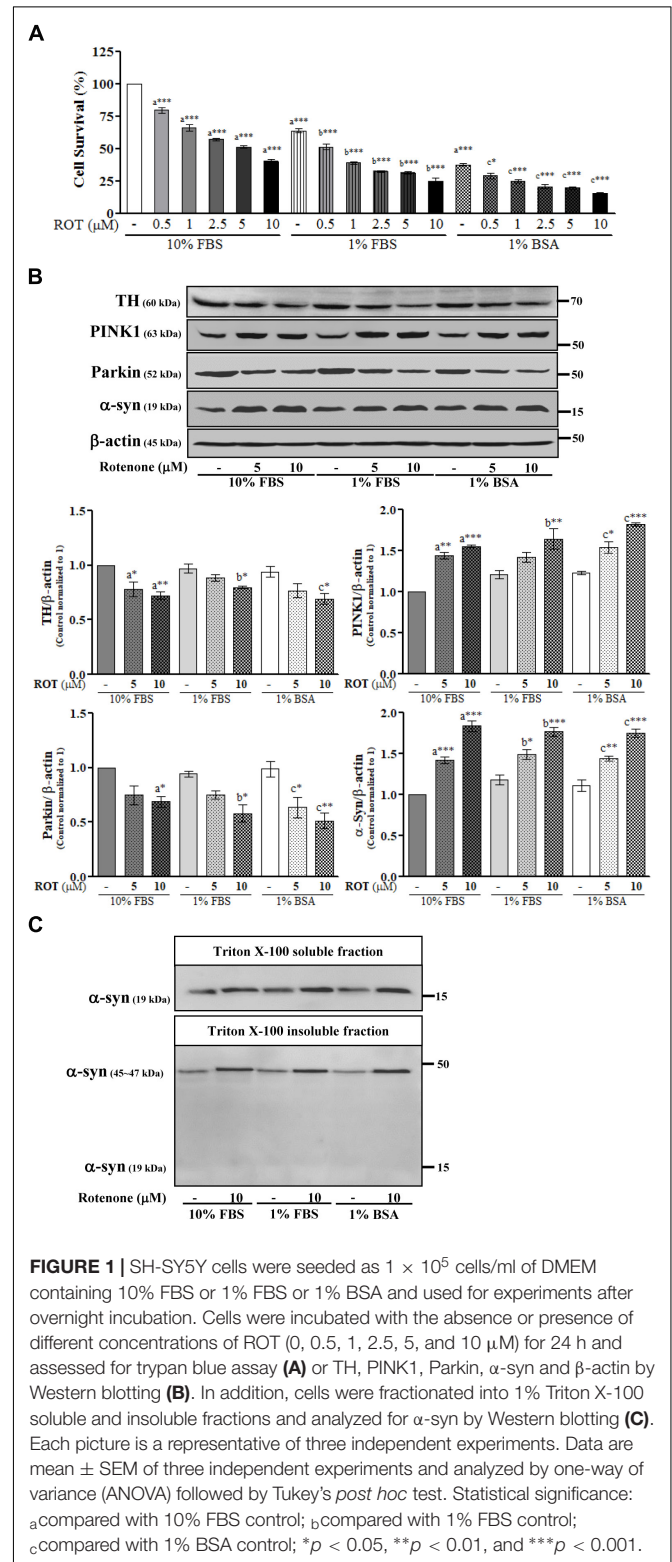 A
Cell Survival (%)
125
100
75
50
25
0
a***
a***
a***
a***
a***
a***
b***
b***
b***
b***
b***
a***
c*
c***
c***
c***
c***
ROT (μM)
- 0.5 1 2.5 5 10 - 0.5 1 2.5 5 10 - 0.5 1 2.5 5 10
10% FBS 1% FBS 1% BSA
B
TH (60 kDa) 70
PINK1 (63 kDa) 50
Parkin (52 kDa) 50
α-syn (19 kDa) 15
β-actin (45 kDa) 50
Rotenone (μM) - 5 10 - 5 10 - 5 10
10% FBS 1% FBS 1% BSA
TH/β-actin
(Control normalized to 1)
1.5
1.0
0.5
0.0
a* a** b* c*
ROT (μM) - 5 10 - 5 10 - 5 10
10% FBS 1% FBS 1% BSA
PINK1/β-actin
(Control normalized to 1)
2.0
1.5
1.0
0.5
0.0
a** a*** b** c* c***
ROT (μM) - 5 10 - 5 10 - 5 10
10% FBS 1% FBS 1% BSA
Parkin/ β-actin
(Control normalized to 1)
1.5
1.0
0.5
0.0
a* b* c* c**
ROT (μM) - 5 10 - 5 10 - 5 10
10% FBS 1% FBS 1% BSA
α-Syn/β-actin
(Control normalized to 1)
2.0
1.5
1.0
0.5
0.0
a*** a*** b* b*** c** c***
ROT (μM) - 5 10 - 5 10 - 5 10
10% FBS 1% FBS 1% BSA
C
Triton X-100 soluble fraction
α-syn (19 kDa) 15
Triton X-100 insoluble fraction
α-syn (45~47 kDa) 50
α-syn (19 kDa) 15
Rotenone (μM) - 10 - 10 - 10
10% FBS 1% FBS 1% BSA
FIGURE 1 | SH-SY5Y cells were seeded as 1 × 10⁵ cells/ml of DMEM
containing 10% FBS or 1% FBS or 1% BSA and used for experiments after
overnight incubation. Cells were incubated with the absence or presence of
different concentrations of ROT (0, 0.5, 1, 2.5, 5, and 10 μM) for 24 h and
assessed for trypan blue assay (A) or TH, PINK1, Parkin, α-syn and β-actin by
Western blotting (B). In addition, cells were fractionated into 1% Triton X-100
soluble and insoluble fractions and analyzed for α-syn by Western blotting (C).
Each picture is a representative of three independent experiments. Data are
mean ± SEM of three independent experiments and analyzed by one-way of
variance (ANOVA) followed by Tukey's post hoc test. Statistical significance:
acompared with 10% FBS control; bcompared with 1% FBS control;
ccompared with 1% BSA control; *p < 0.05, **p < 0.01, and ***p < 0.001.